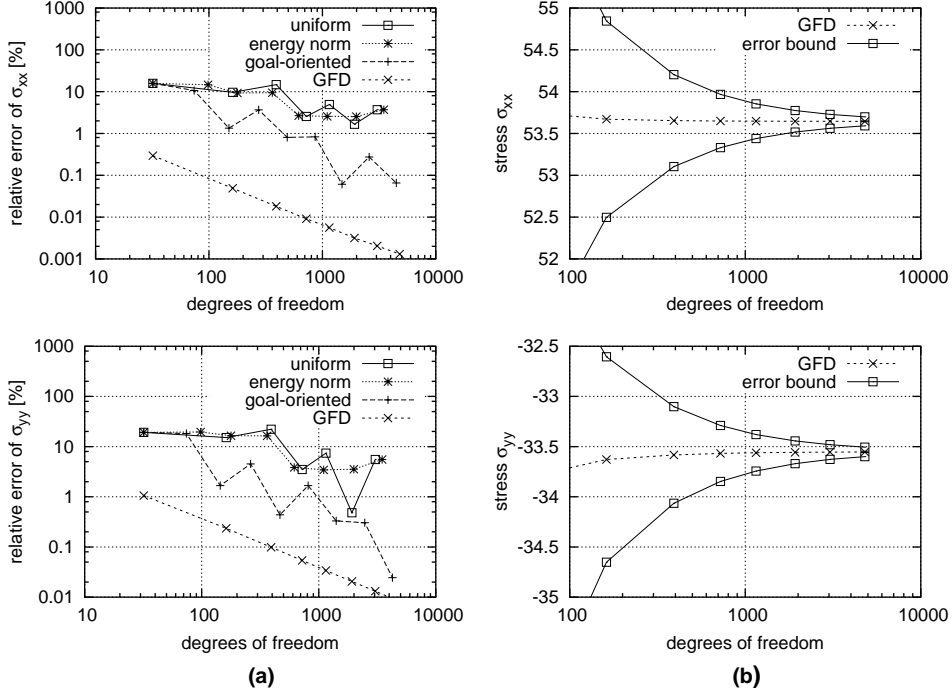 relative error of σxx [%]
1000
100
10
1
0.1
0.01
0.001
10
100
1000
10000
degrees of freedom
uniform
energy norm
goal-oriented
GFD
stress σxx
55
54.5
54
53.5
53
52.5
52
100
1000
10000
degrees of freedom
GFD
error bound
relative error of σyy [%]
1000
100
10
1
0.1
0.01
10
100
1000
10000
degrees of freedom
uniform
energy norm
goal-oriented
GFD
stress σyy
-32.5
-33
-33.5
-34
-34.5
-35
100
1000
10000
degrees of freedom
GFD
error bound
(a)
(b)